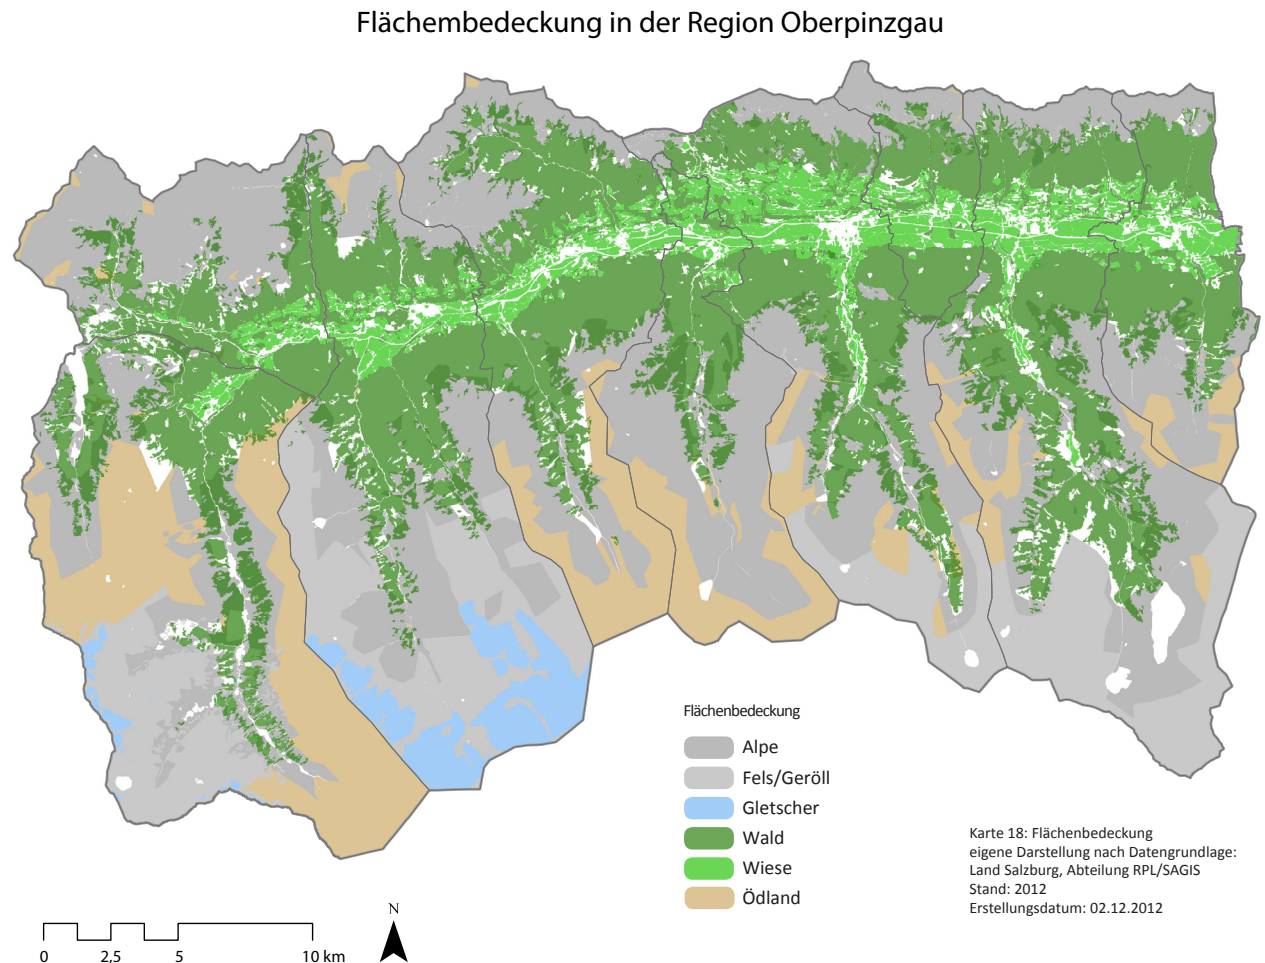 Flächembedeckung in der Region Oberpinzgau
Flächenbedeckung
Alpe
Fels/Geröll
Gletscher
Wald
Wiese
Ödland
Karte 18: Flächenbedeckung
eigene Darstellung nach Datengrundlage:
Land Salzburg, Abteilung RPL/SAGIS
Stand: 2012
Erstellungsdatum: 02.12.2012
N
0 2,5 5 10 km